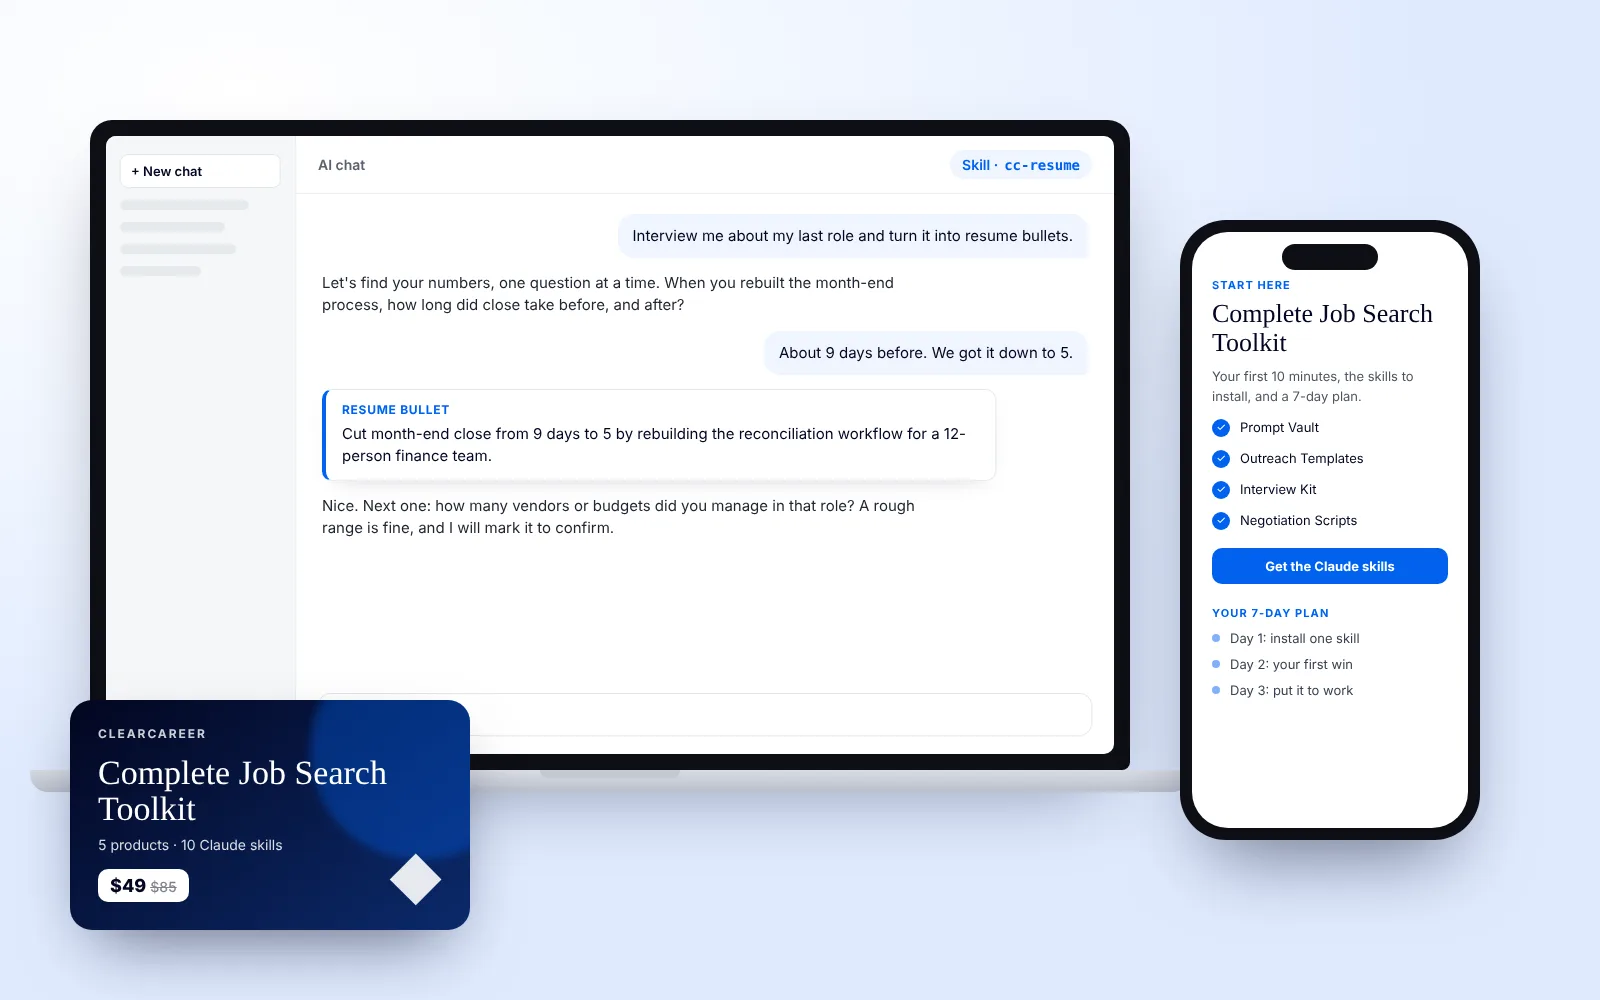 + New chat
AI chat
Skill · cc-resume
Interview me about my last role and turn it into resume bullets.
Let's find your numbers, one question at a time. When you rebuilt the month-end
process, how long did close take before, and after?
About 9 days before. We got it down to 5.
RESUME BULLET
Cut month-end close from 9 days to 5 by rebuilding the reconciliation workflow for a 12-
person finance team.
Nice. Next one: how many vendors or budgets did you manage in that role? A rough
range is fine, and I will mark it to confirm.
CLEARCAREER
Complete Job Search
Toolkit
5 products · 10 Claude skills
$49 $85
START HERE
Complete Job Search
Toolkit
Your first 10 minutes, the skills to
install, and a 7-day plan.
Prompt Vault
Outreach Templates
Interview Kit
Negotiation Scripts
Get the Claude skills
YOUR 7-DAY PLAN
Day 1: install one skill
Day 2: your first win
Day 3: put it to work